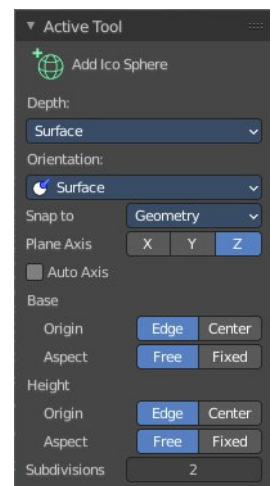 Active Tool
Add Ico Sphere
Depth:
Surface
Orientation:
Surface
Snap to Geometry
Plane Axis X Y Z
Auto Axis
Base
Origin Edge Center
Aspect Free Fixed
Height
Origin Edge Center
Aspect Free Fixed
Subdivisions 2